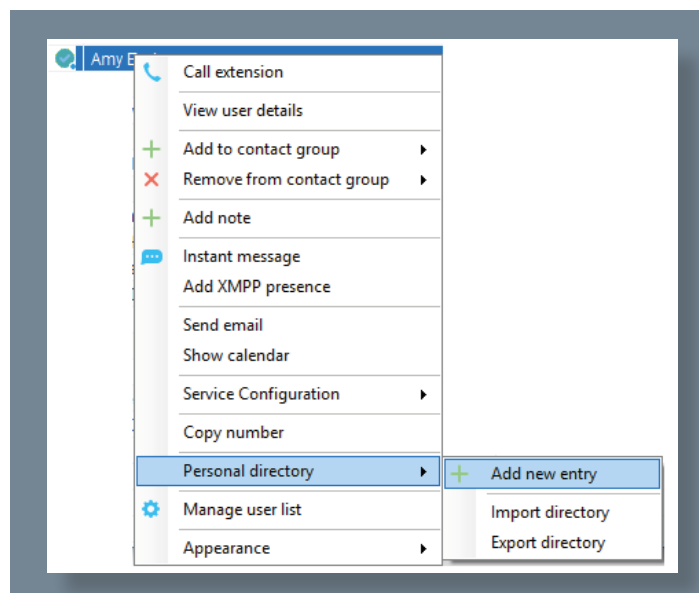 Amy
Call extension
View user details
Add to contact group
Remove from contact group
Add note
Instant message
Add XMPP presence
Send email
Show calendar
Service Configuration
Copy number
Personal directory
Add new entry
Manage user list
Import directory
Export directory
Appearance